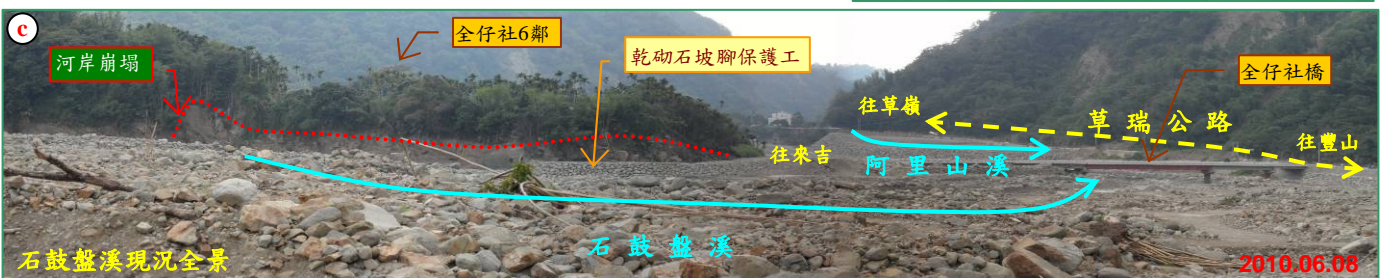 c
全仔社6鄰
河岸崩塌
乾砌石坡腳保護工
全仔社橋
往草嶺
草瑞公路
往豐山
往來吉
阿里山溪
石鼓盤溪
石鼓盤溪現況全景
2010.06.08